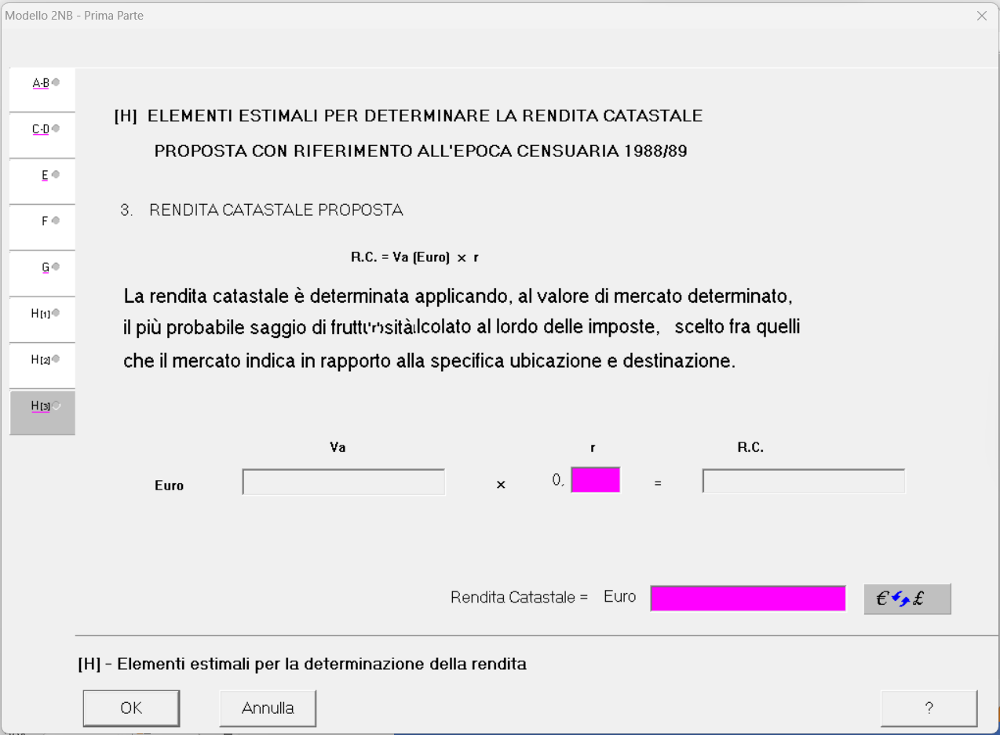 Modello 2NB - Prima Parte
A-B
C-D
E
F
G
H[1]
H[2]
H[3]
[H] ELEMENTI ESTIMALI PER DETERMINARE LA RENDITA CATASTALE
PROPOSTA CON RIFERIMENTO ALL'EPOCA CENSUARIA 1988/89
3. RENDITA CATASTALE PROPOSTA
R.C. = Va (Euro) × r
La rendita catastale è determinata applicando, al valore di mercato determinato,
il più probabile saggio di al lordo delle imposte, scelto fra quelli
che il mercato indica in rapporto alla specifica ubicazione e destinazione.
Va r R.C.
Euro × 0, =
Rendita Catastale = Euro € £
[H] - Elementi estimali per la determinazione della rendita
OK Annulla ?